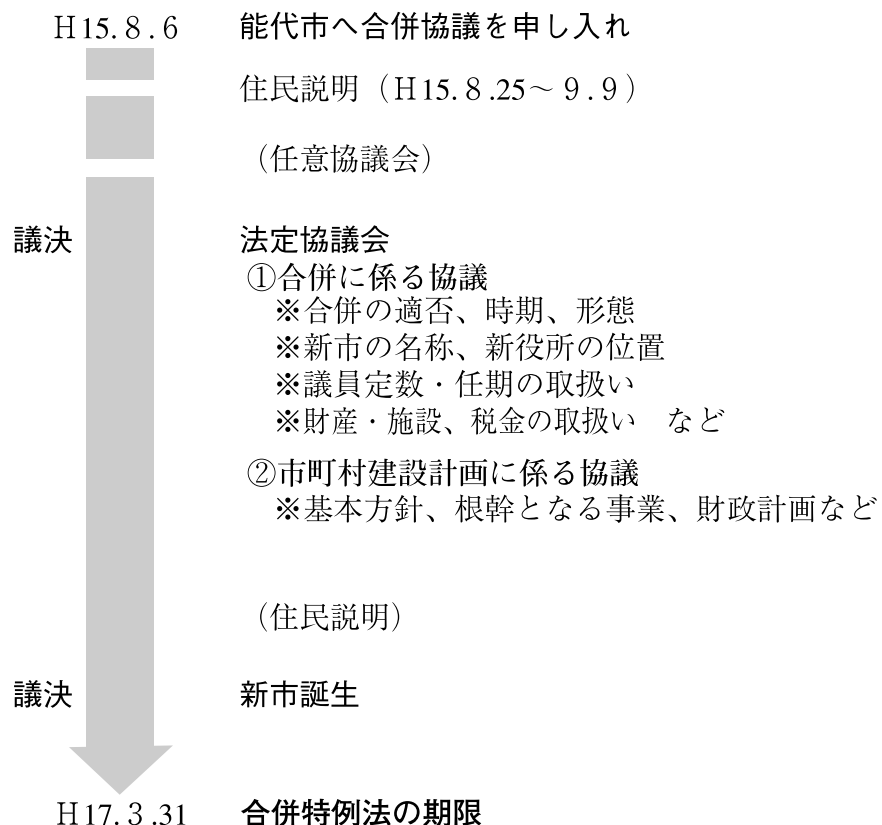 Ｈ15.８.６　能代市へ合併協議を申し入れ
住民説明（Ｈ15.８.25～９.９）
（任意協議会）
議決　法定協議会
①合併に係る協議
※合併の適否、時期、形態
※新市の名称、新役所の位置
※議員定数・任期の取扱い
※財産・施設、税金の取扱い　など
②市町村建設計画に係る協議
※基本方針、根幹となる事業、財政計画など
（住民説明）
議決　新市誕生
Ｈ17.３.31　合併特例法の期限